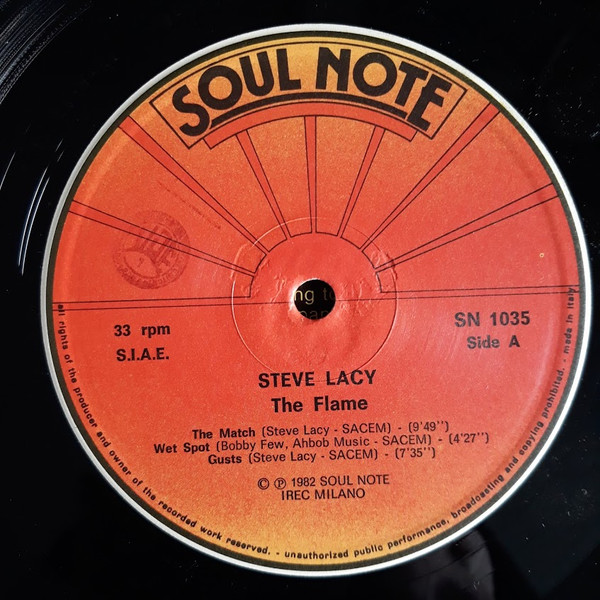 SOUL NOTE
33 rpm
S.I.A.E.
SN 1035
Side A
ng to
STEVE LACY
The Flame
The Match (Steve Lacy - SACEM) - (9'49'')
Wet Spot (Bobby Few, Ahbob Music - SACEM) - (4'27'')
Gusts (Steve Lacy - SACEM) - (7'35'')
© ℗ 1982 SOUL NOTE
IREC MILANO
all rights of the producer and owner of the recorded work reserved. - unauthorized public performance, broadcasting and copying prohibited. - made in Italy